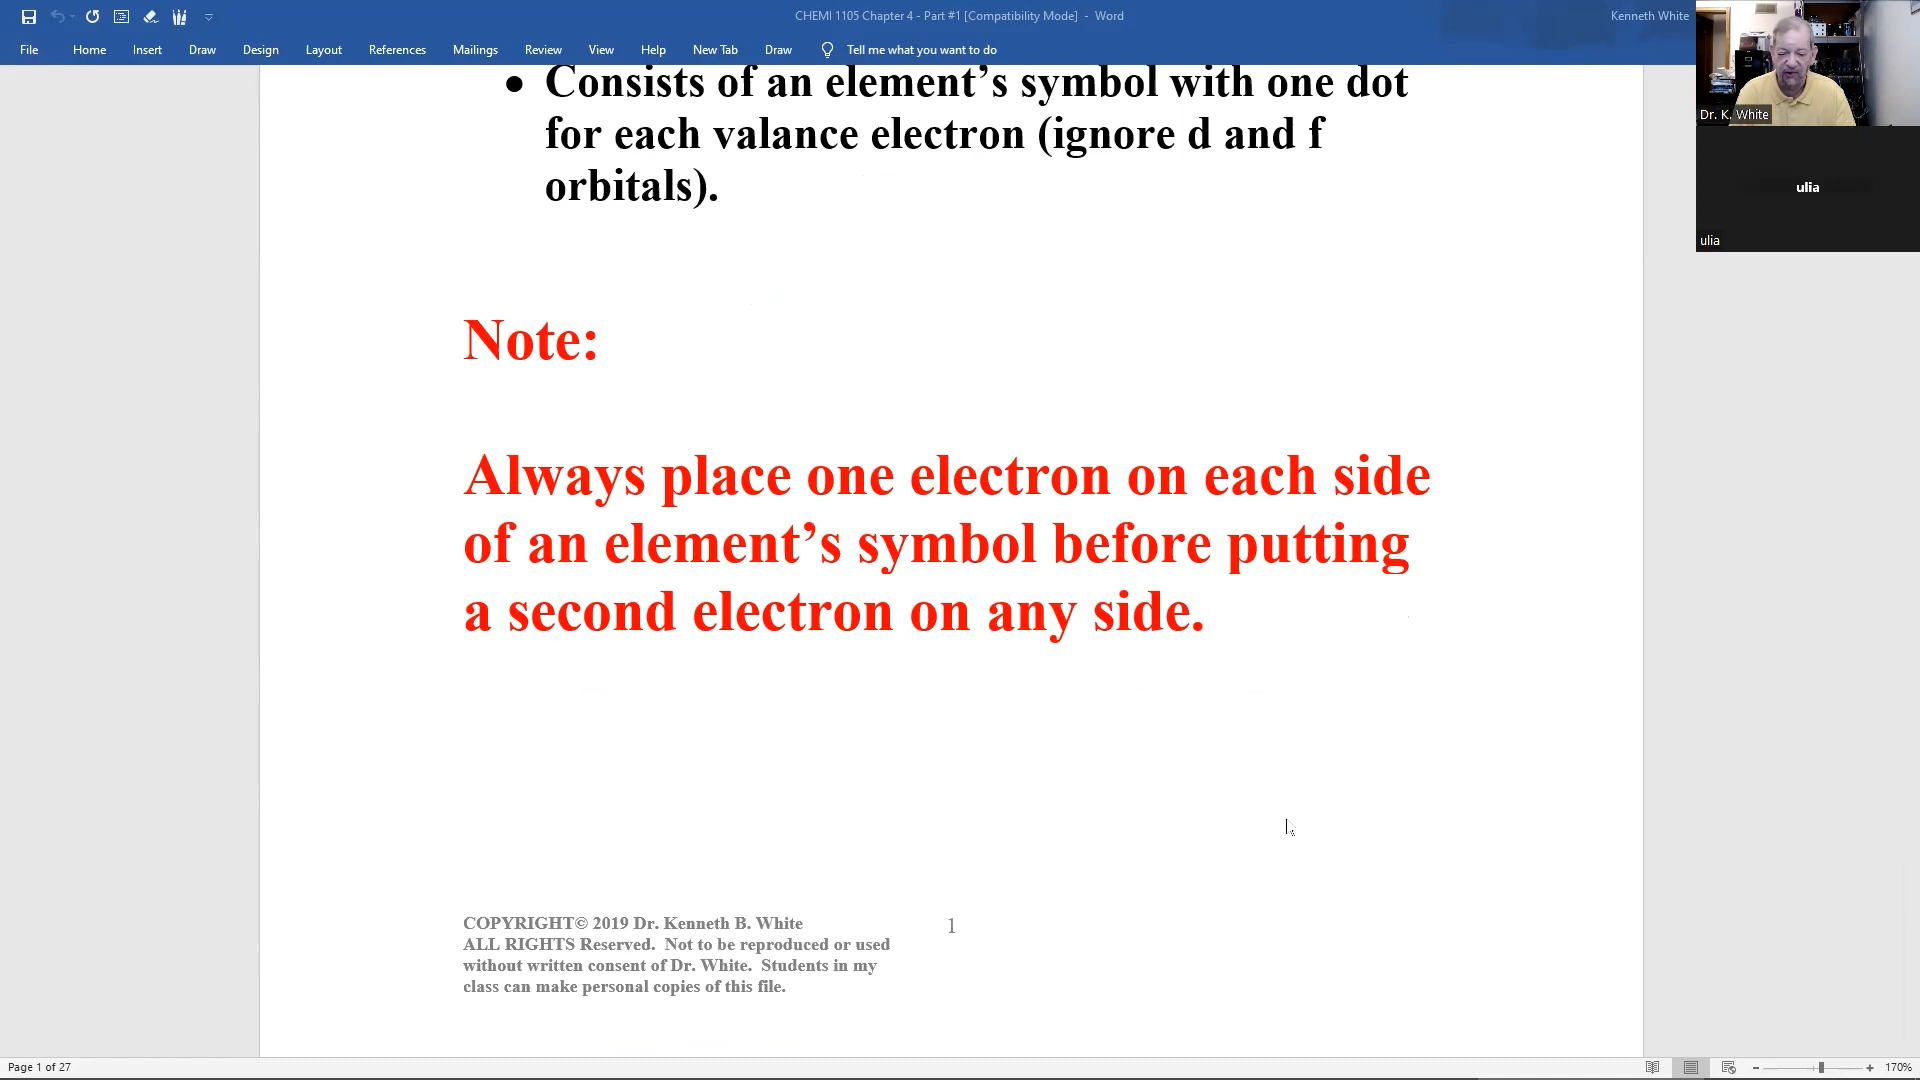 CHEMI 1105 Chapter 4 - Part #1 [Compatibility Mode] - Word
Kenneth White
File Home Insert Draw Design Layout References Mailings Review View Help New Tab Draw Tell me what you want to do
• Consists of an element’s symbol with one dot
for each valance electron (ignore d and f
orbitals).
Note:
Always place one electron on each side
of an element’s symbol before putting
a second electron on any side.
COPYRIGHT© 2019 Dr. Kenneth B. White
ALL RIGHTS Reserved. Not to be reproduced or used
without written consent of Dr. White. Students in my
class can make personal copies of this file.
1
Dr. K. White
ulia
ulia
Page 1 of 27
170%